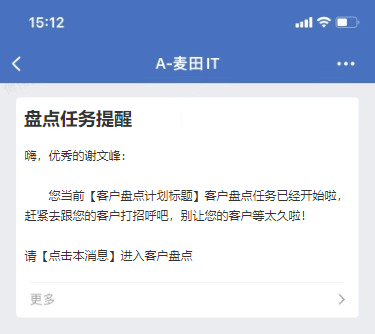 15:12
A-麦田IT
盘点任务提醒
嗨，优秀的谢文峰：
您当前【客户盘点计划标题】客户盘点任务已经开始啦，
赶紧去跟您的客户打招呼吧，别让您的客户等太久啦！
请【点击本消息】进入客户盘点
更多